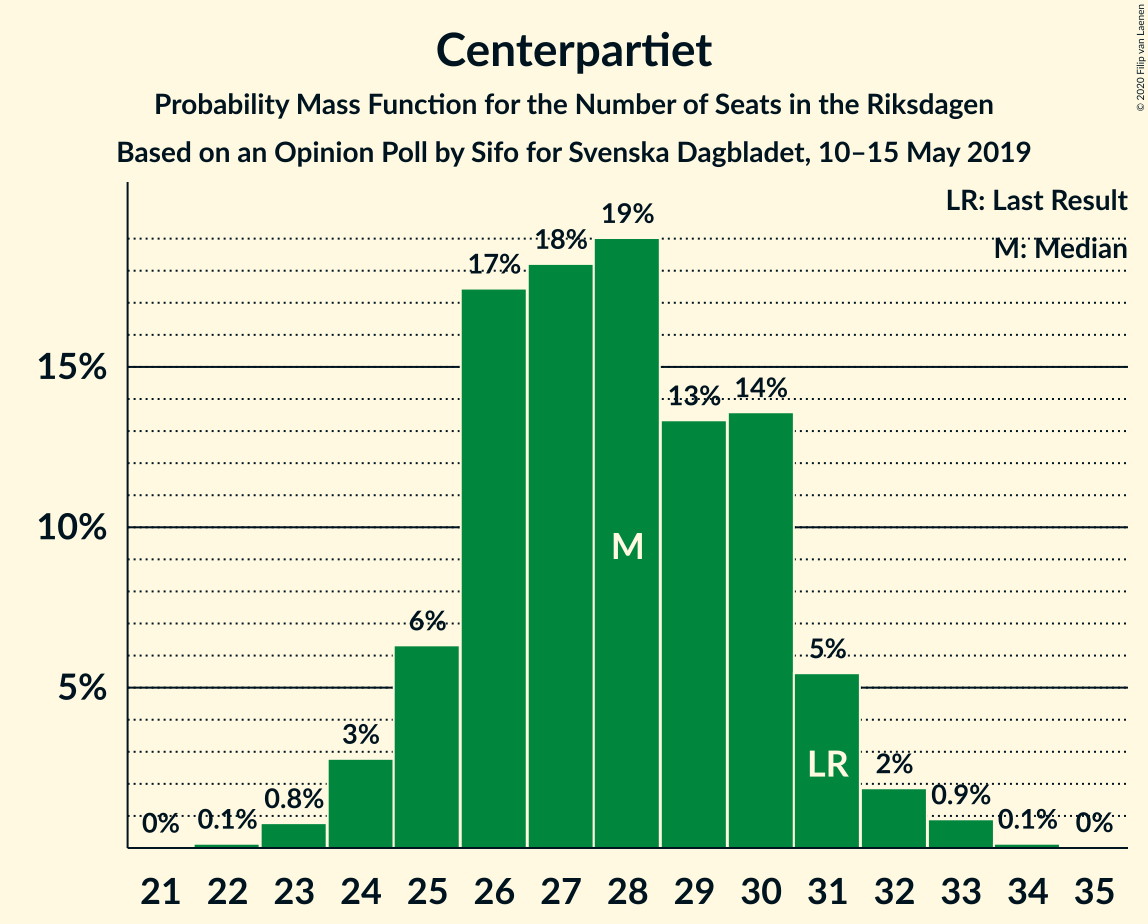 Centerpartiet
Probability Mass Function for the Number of Seats in the Riksdagen
Based on an Opinion Poll by Sifo for Svenska Dagbladet, 10–15 May 2019
© 2020 Filip van Laenen
LR: Last Result
M: Median
15%
10%
5%
0% 0.1% 0.8% 3% 6% 17% 18% 19% 13% 14% 5% 2% 0.9% 0.1% 0%
M
LR
21 22 23 24 25 26 27 28 29 30 31 32 33 34 35